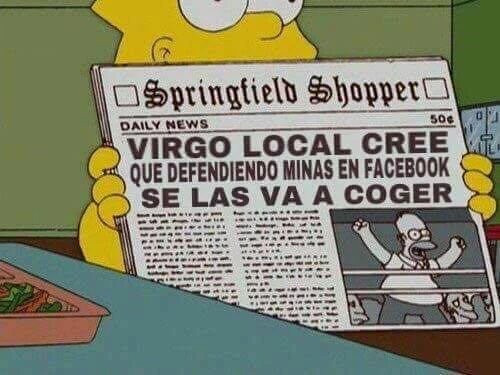 Springfield Shopper
DAILY NEWS 50¢
VIRGO LOCAL CREE
QUE DEFENDIENDO MINAS EN FACEBOOK
SE LAS VA A COGER